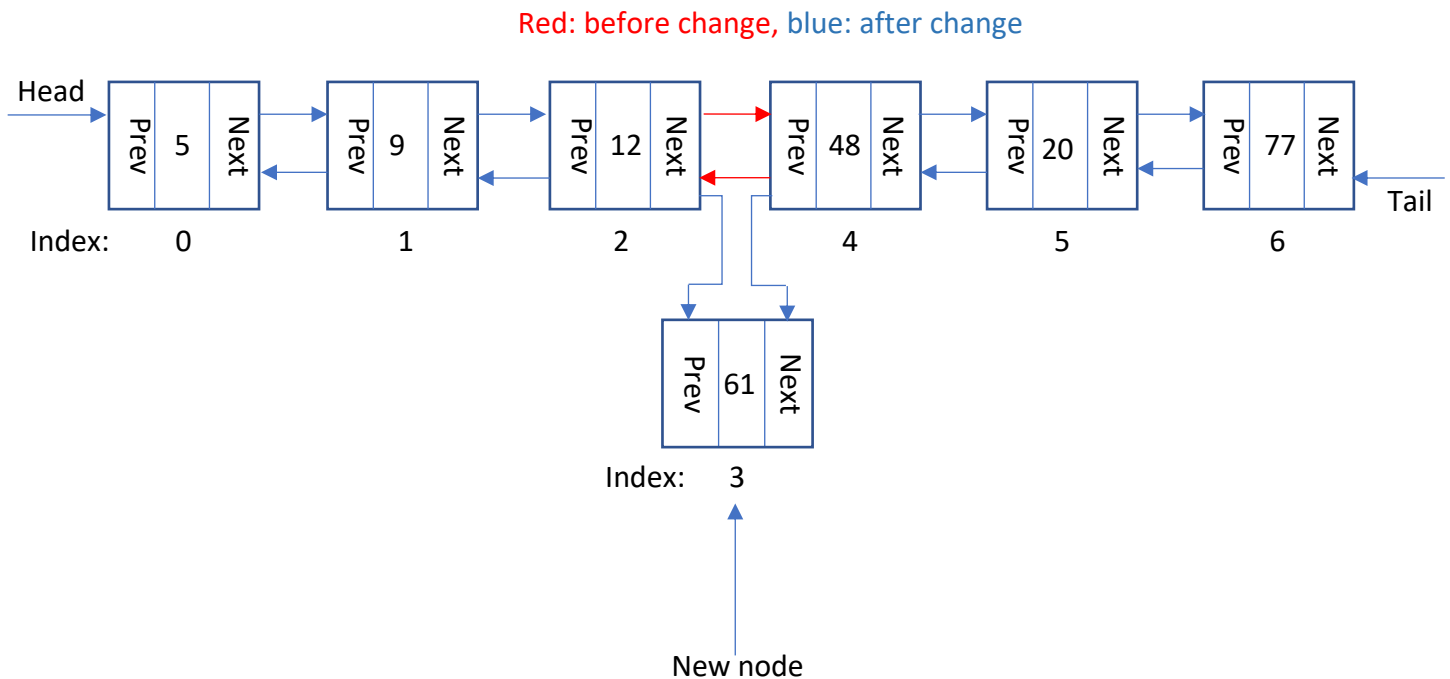 Red: before change, blue: after change
Head
Prev 5 Next
Prev 9 Next
Prev 12 Next
Prev 48 Next
Prev 20 Next
Prev 77 Next
Tail
Index: 0 1 2 4 5 6
Prev 61 Next
Index: 3
New node